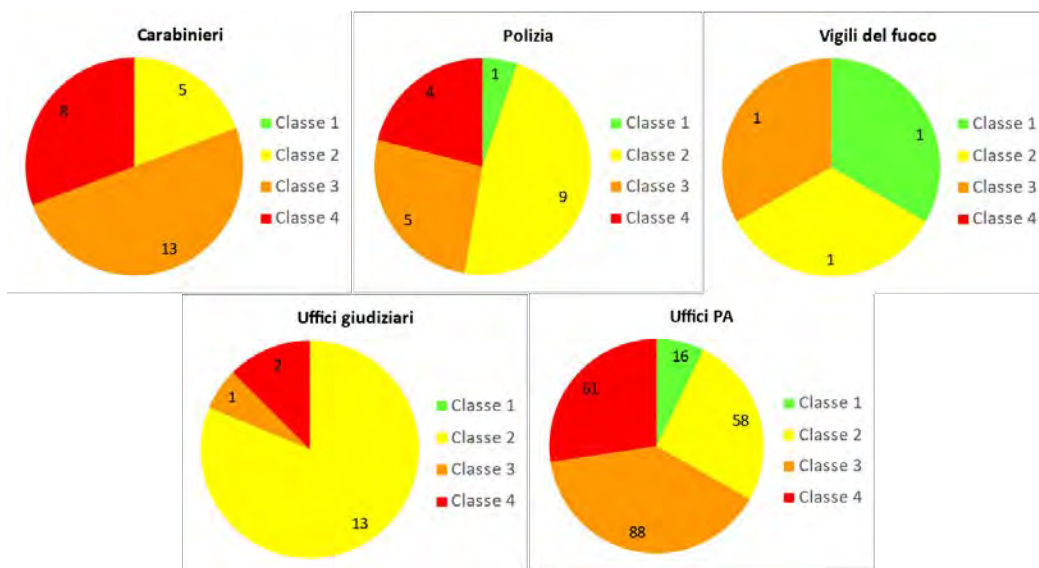 Carabinieri
8
5
13
Classe 1
Classe 2
Classe 3
Classe 4
Polizia
4
1
5
9
Classe 1
Classe 2
Classe 3
Classe 4
Vigili del fuoco
1
1
1
Classe 1
Classe 2
Classe 3
Classe 4
Uffici giudiziari
2
1
13
Classe 1
Classe 2
Classe 3
Classe 4
Uffici PA
16
61
58
88
Classe 1
Classe 2
Classe 3
Classe 4